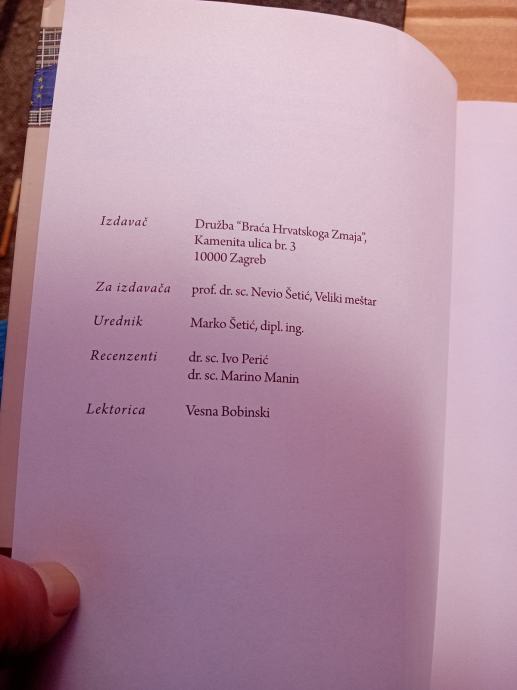 Izdavač Družba "Braća Hrvatskoga Zmaja",
Kamenita ulica br. 3
10000 Zagreb
Za izdavača prof. dr. sc. Nevio Šetić, Veliki meštar
Urednik Marko Šetić, dipl. ing.
Recenzenti dr. sc. Ivo Perić
dr. sc. Marino Manin
Lektorica Vesna Bobinski